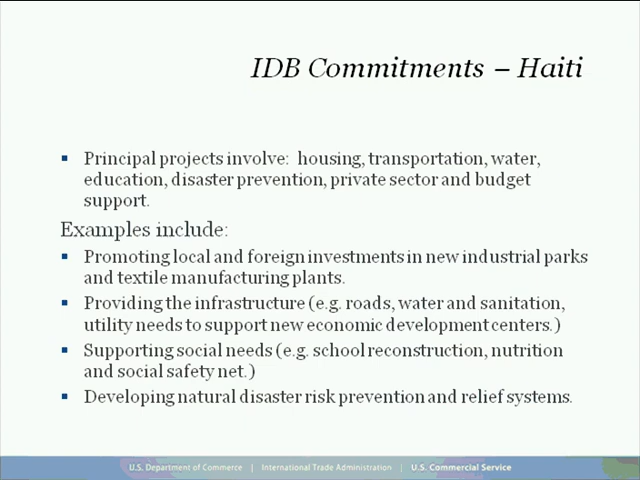 IDB Commitments – Haiti
▪ Principal projects involve:  housing, transportation, water,
education, disaster prevention, private sector and budget
support.
Examples include:
▪ Promoting local and foreign investments in new industrial parks
and textile manufacturing plants.
▪ Providing the infrastructure (e.g. roads, water and sanitation,
utility needs to support new economic development centers.)
▪ Supporting social needs (e.g. school reconstruction, nutrition
and social safety net.)
▪ Developing natural disaster risk prevention and relief systems.
U.S. Department of Commerce | International Trade Administration | U.S. Commercial Service